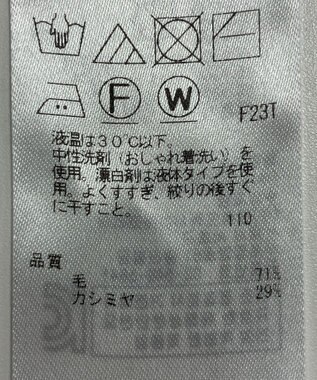 F
W
F23T
液温は30℃以下。
中性洗剤（おしゃれ着洗い）を
使用。漂白剤は液体タイプを使
用。よくすすぎ、絞りの後すぐ
に干すこと。
110
品質
毛 71%
カシミヤ 29%